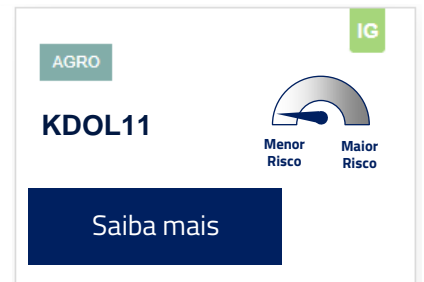 IG
AGRO
KDOL11
Menor
Risco
Maior
Risco
Saiba mais